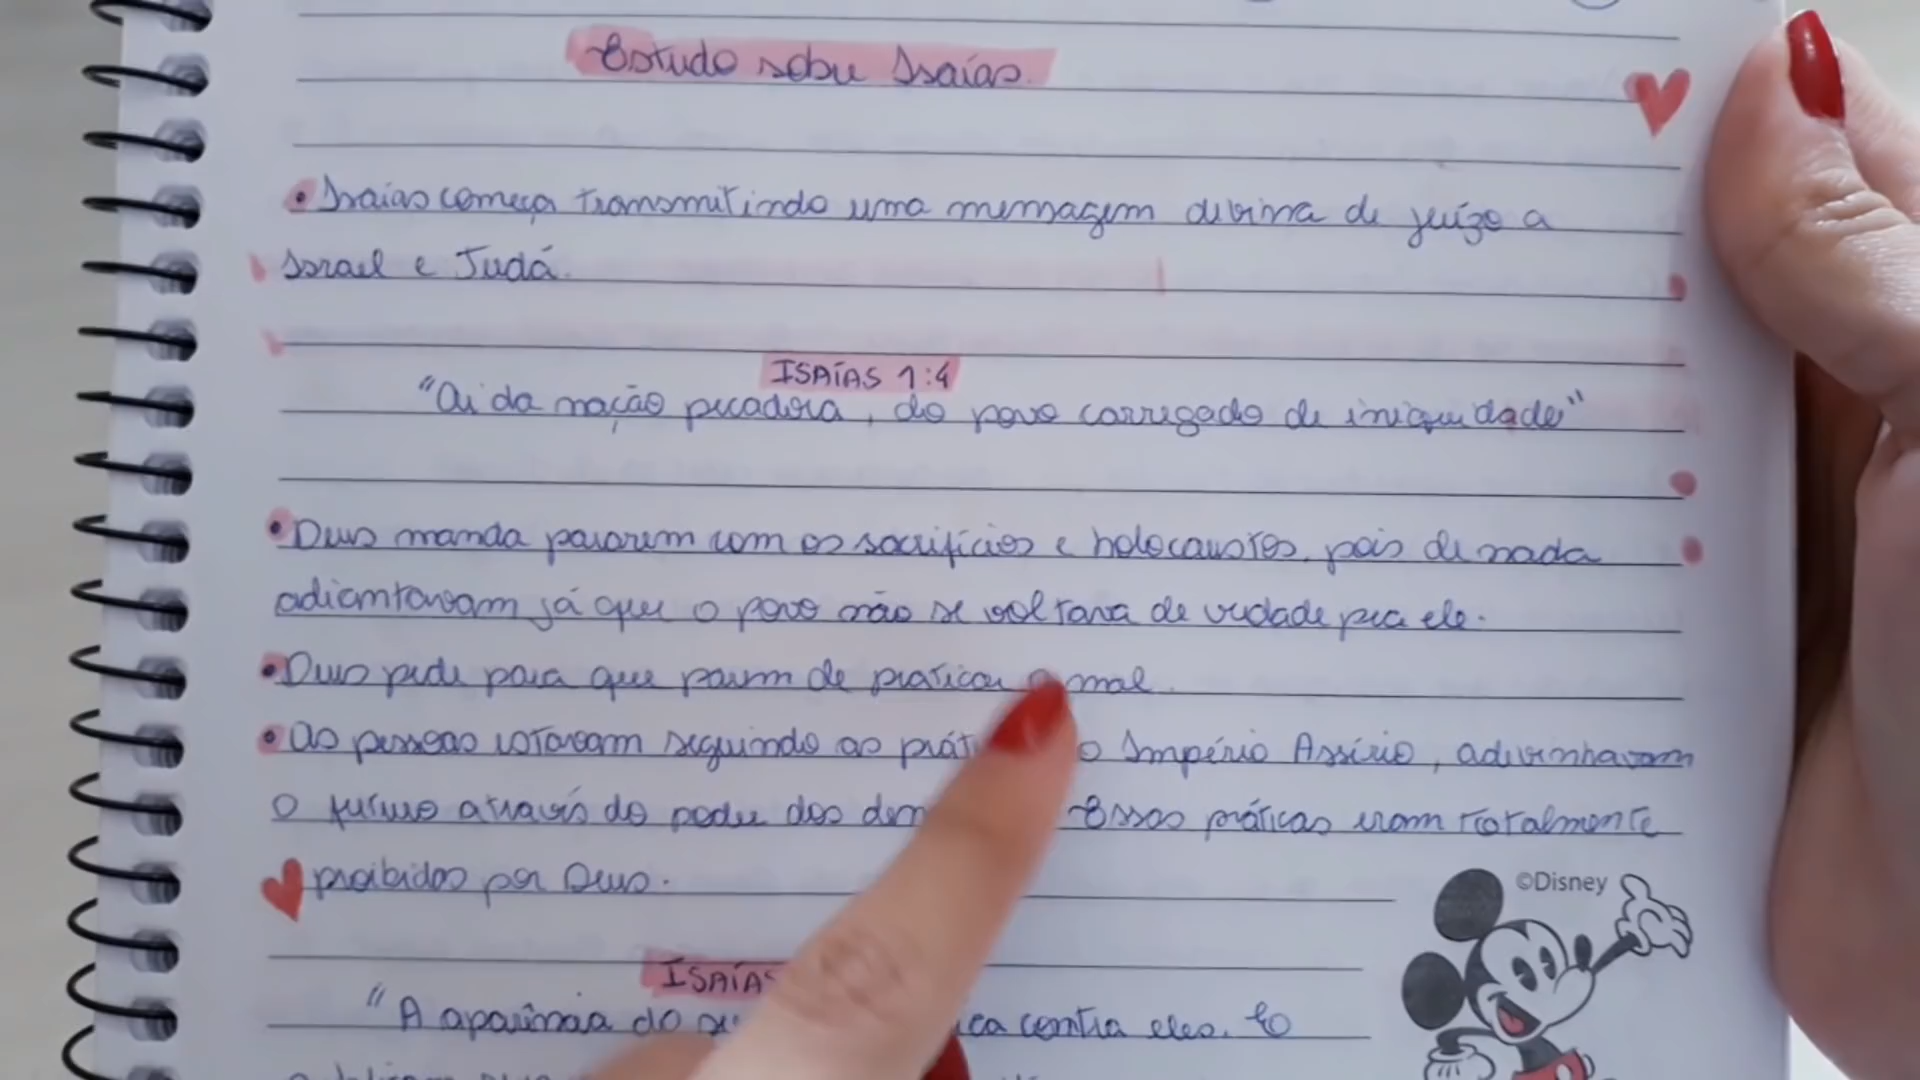 Estudo sobre Isaías.
• Isaias começa transmitindo uma mensagem divina de juízo a
Israel e Judá.
ISAÍAS 1:4
"Ai da nação pecadora, do povo carregado de iniquidade"
• Deus manda pararem com os sacrifícios e holocaustos, pois de nada
adiantavam já que o povo não se voltava de verdade pra ele.
• Deus pede para que parem de praticar o mal.
• As pessoas estavam seguindo as prát o Império Assírio, adivinhavam
o futuro através do poder dos dem Essas práticas eram totalmente
proibidas por Deus.
©Disney
ISAÍAS
"A aparência do se ica contra eles. Eo